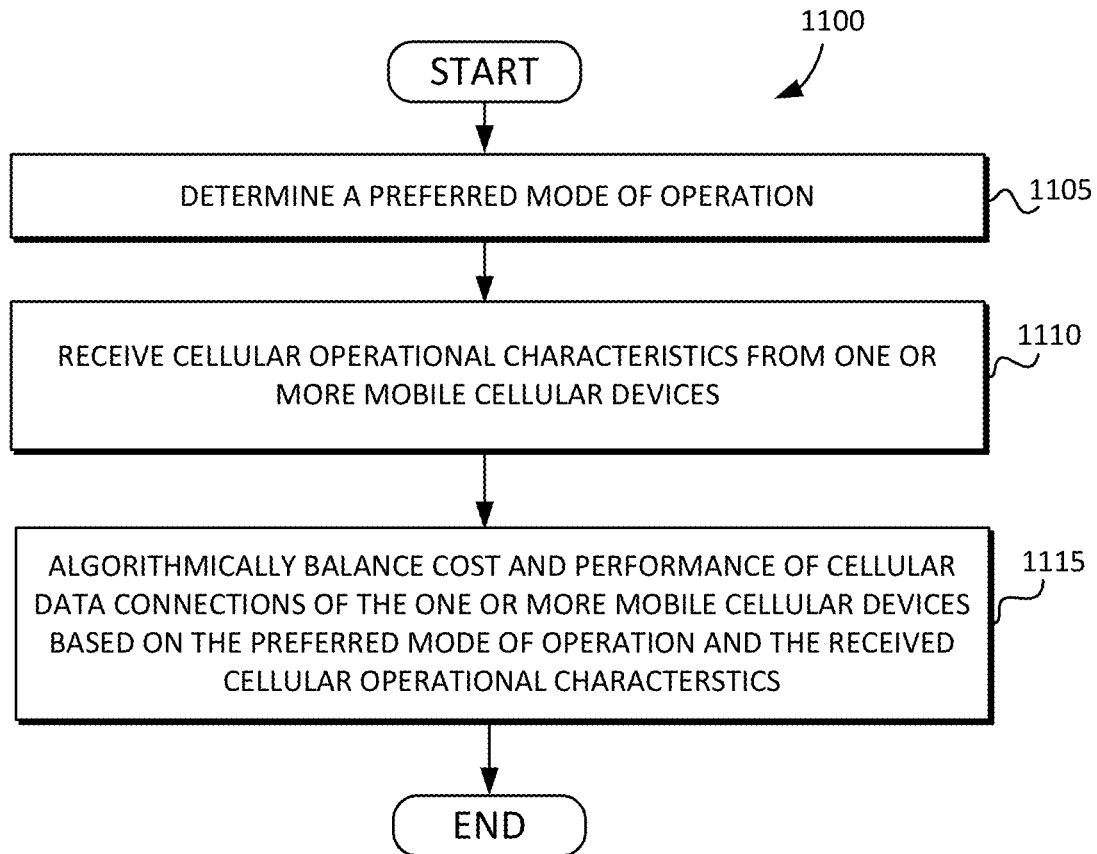 1100
START
DETERMINE A PREFERRED MODE OF OPERATION
1105
RECEIVE CELLULAR OPERATIONAL CHARACTERISTICS FROM ONE OR
MORE MOBILE CELLULAR DEVICES
1110
ALGORITHMICALLY BALANCE COST AND PERFORMANCE OF CELLULAR
DATA CONNECTIONS OF THE ONE OR MORE MOBILE CELLULAR DEVICES
BASED ON THE PREFERRED MODE OF OPERATION AND THE RECEIVED
CELLULAR OPERATIONAL CHARACTERSTICS
1115
END